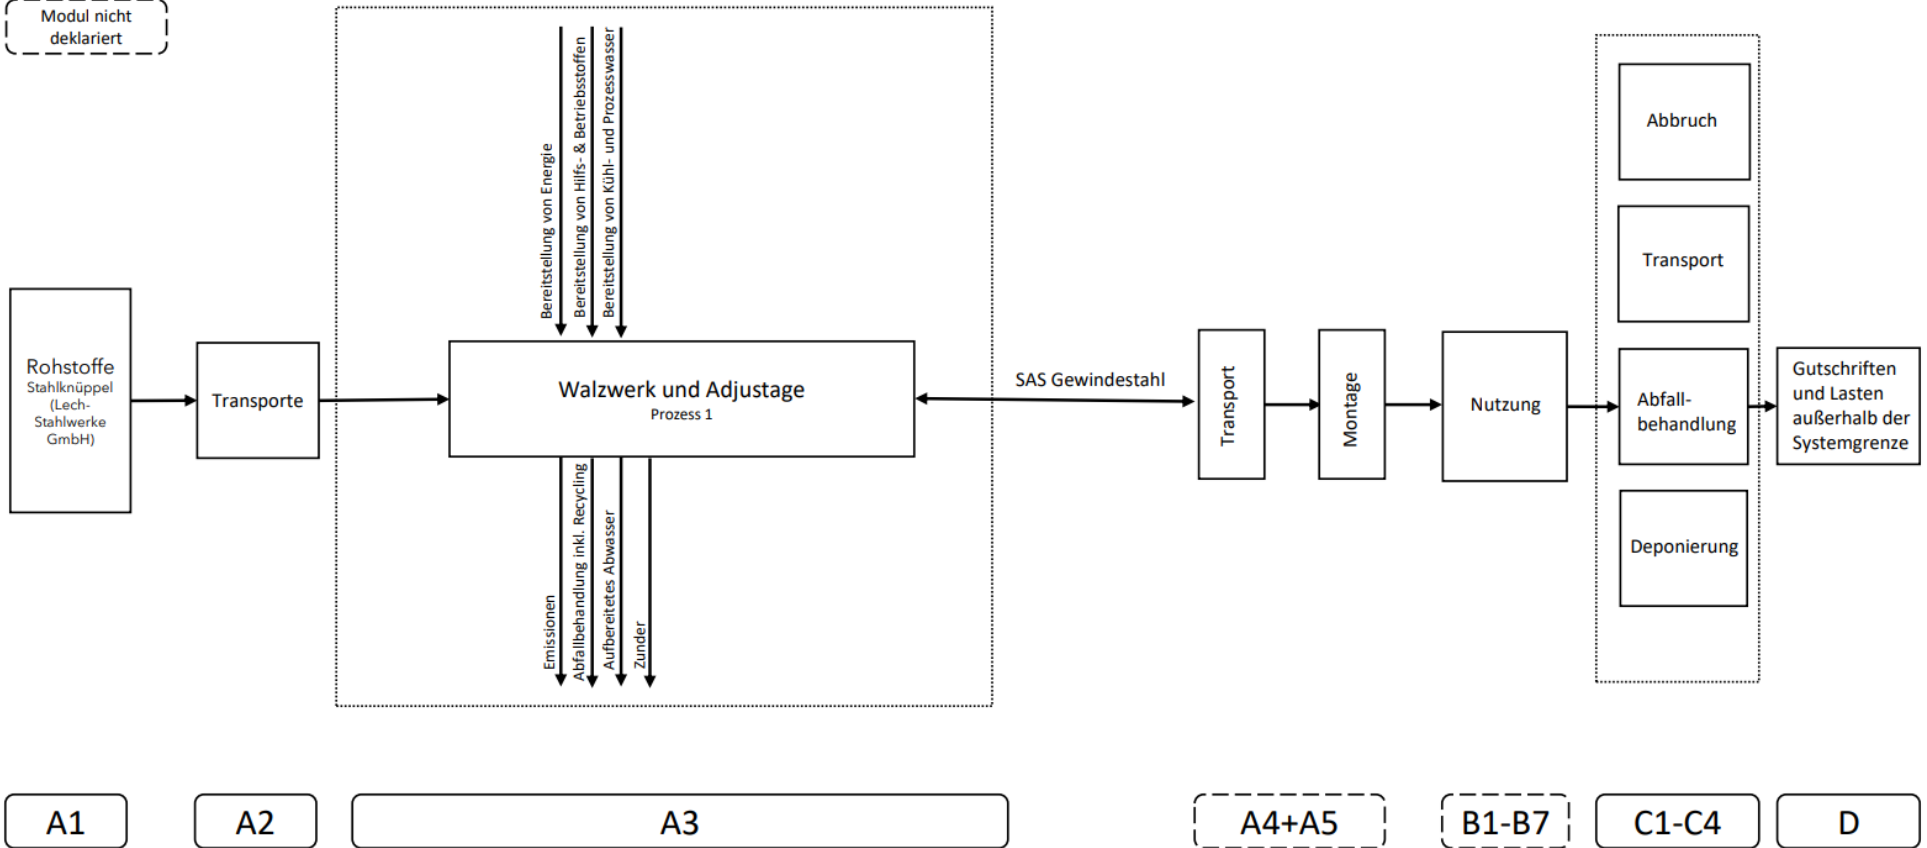 Modul nicht
deklariert
Bereitstellung von Energie
Bereitstellung von Hilfs- & Betriebsstoffen
Bereitstellung von Kühl- und Prozesswasser
Rohstoffe
Stahlknüppel
(Lech-
Stahlwerke
GmbH)
Transporte
Walzwerk und Adjustage
Prozess 1
SAS Gewindestahl
Transport
Montage
Nutzung
Abbruch
Transport
Abfall-
behandlung
Deponierung
Gutschriften
und Lasten
außerhalb der
Systemgrenze
Emissionen
Abfallbehandlung inkl. Recycling
Aufbereitetes Abwasser
Zunder
A1
A2
A3
A4+A5
B1-B7
C1-C4
D